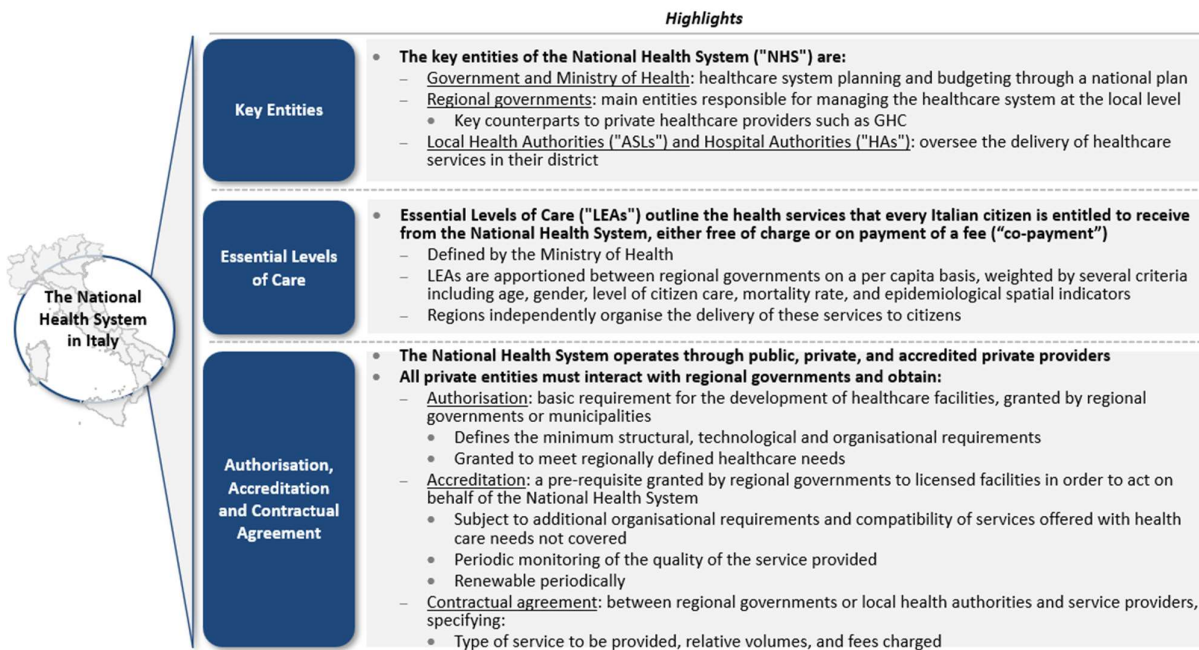 Highlights
The National
Health System
in Italy
Key Entities
The key entities of the National Health System ("NHS") are:
– Government and Ministry of Health: healthcare system planning and budgeting through a national plan
– Regional governments: main entities responsible for managing the healthcare system at the local level
• Key counterparts to private healthcare providers such as GHC
– Local Health Authorities ("ASLs") and Hospital Authorities ("HAs"): oversee the delivery of healthcare
services in their district
Essential Levels
of Care
• Essential Levels of Care ("LEAs") outline the health services that every Italian citizen is entitled to receive
from the National Health System, either free of charge or on payment of a fee (“co-payment”)
– Defined by the Ministry of Health
– LEAs are apportioned between regional governments on a per capita basis, weighted by several criteria
including age, gender, level of citizen care, mortality rate, and epidemiological spatial indicators
– Regions independently organise the delivery of these services to citizens
Authorisation,
Accreditation
and Contractual
Agreement
• The National Health System operates through public, private, and accredited private providers
• All private entities must interact with regional governments and obtain:
– Authorisation: basic requirement for the development of healthcare facilities, granted by regional
governments or municipalities
• Defines the minimum structural, technological and organisational requirements
• Granted to meet regionally defined healthcare needs
– Accreditation: a pre-requisite granted by regional governments to licensed facilities in order to act on
behalf of the National Health System
• Subject to additional organisational requirements and compatibility of services offered with health
care needs not covered
• Periodic monitoring of the quality of the service provided
• Renewable periodically
– Contractual agreement: between regional governments or local health authorities and service providers,
specifying:
• Type of service to be provided, relative volumes, and fees charged